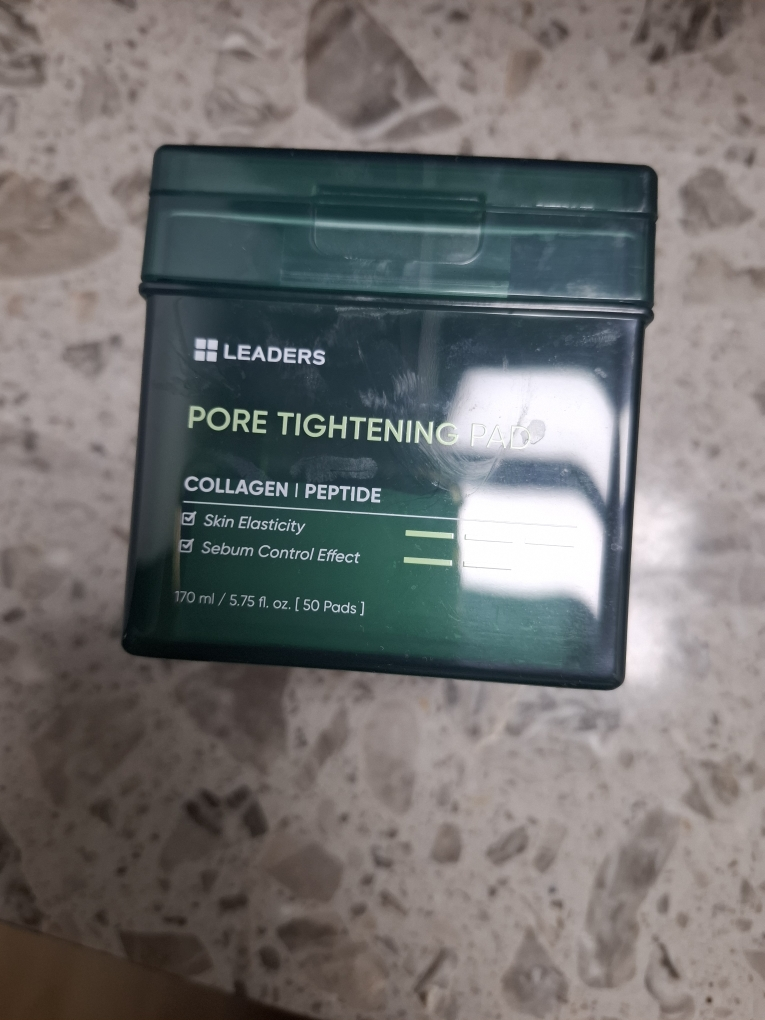 LEADERS
PORE TIGHTENING PAD
COLLAGEN | PEPTIDE
Skin Elasticity
Sebum Control Effect
170 ml / 5.75 fl. oz. [ 50 Pads ]